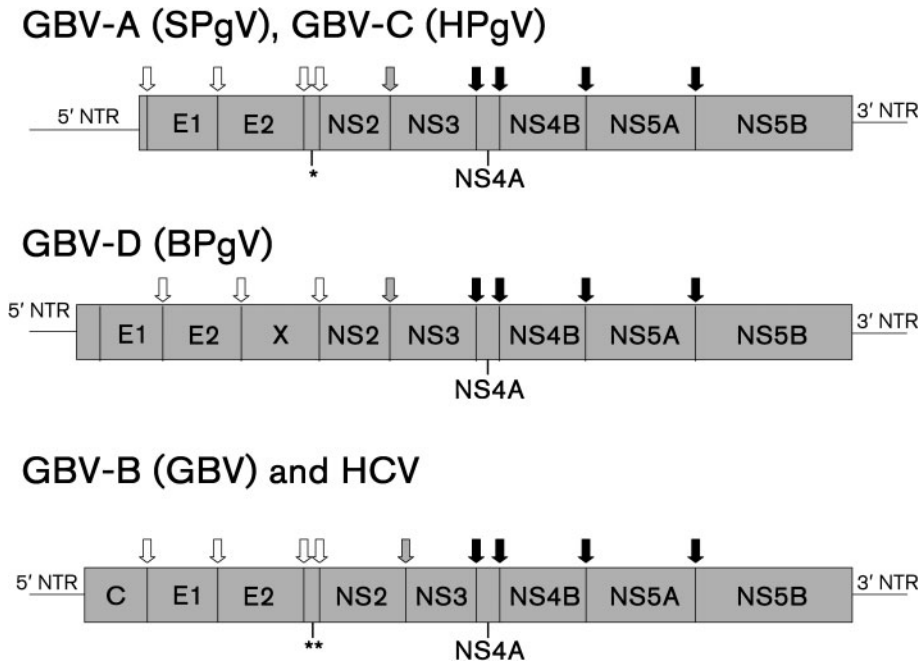 GBV-A (SPgV), GBV-C (HPgV)
5′ NTR E1 E2 NS2 NS3 NS4B NS5A NS5B 3′ NTR
* NS4A
GBV-D (BPgV)
5′ NTR E1 E2 X NS2 NS3 NS4B NS5A NS5B 3′ NTR
NS4A
GBV-B (GBV) and HCV
5′ NTR C E1 E2 NS2 NS3 NS4B NS5A NS5B 3′ NTR
** NS4A